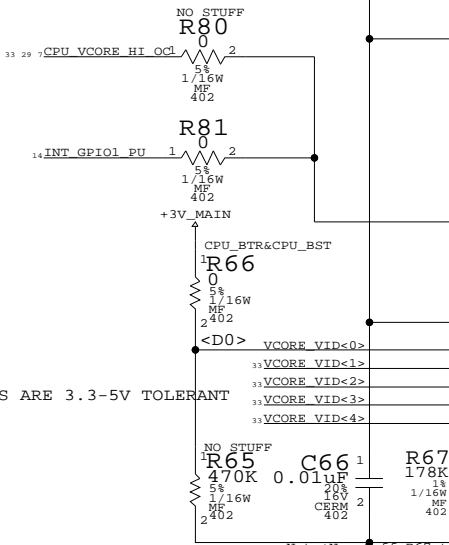 NO STUFF
R80
0
33 29 7 CPU_VCORE_HI_OC 1 2
5%
1/16W
MF
402
R81
0
14 INT_GPIO1_PU 1 2
5%
1/16W
MF
402
+3V_MAIN
CPU_BTR&CPU_BST
1
R66
0
5%
1/16W
MF
2 402
<D0>
VCORE_VID<0>
33 VCORE_VID<1>
33 VCORE_VID<2>
S ARE 3.3-5V TOLERANT
33 VCORE_VID<3>
33 VCORE_VID<4>
NO STUFF
1
R65
470K
5%
1/16W
MF
2 402
C66 1
0.01uF
20%
16V
CERM 2
402
R67
178K
1%
1/16W
MF
402